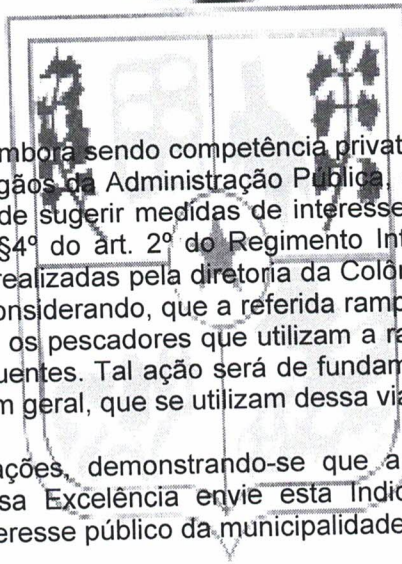 mbora sendo competência privat
gãos da Administração Pública,
de sugerir medidas de interesse
§4º do art. 2º do Regimento Int
realizadas pela diretoria da Colôn
onsiderando, que a referida ramp
os pescadores que utilizam a ra
uentes. Tal ação será de fundam
m geral, que se utilizam dessa via
ações, demonstrando-se que a
sa Excelência envie esta Indic
eresse público da municipalidade